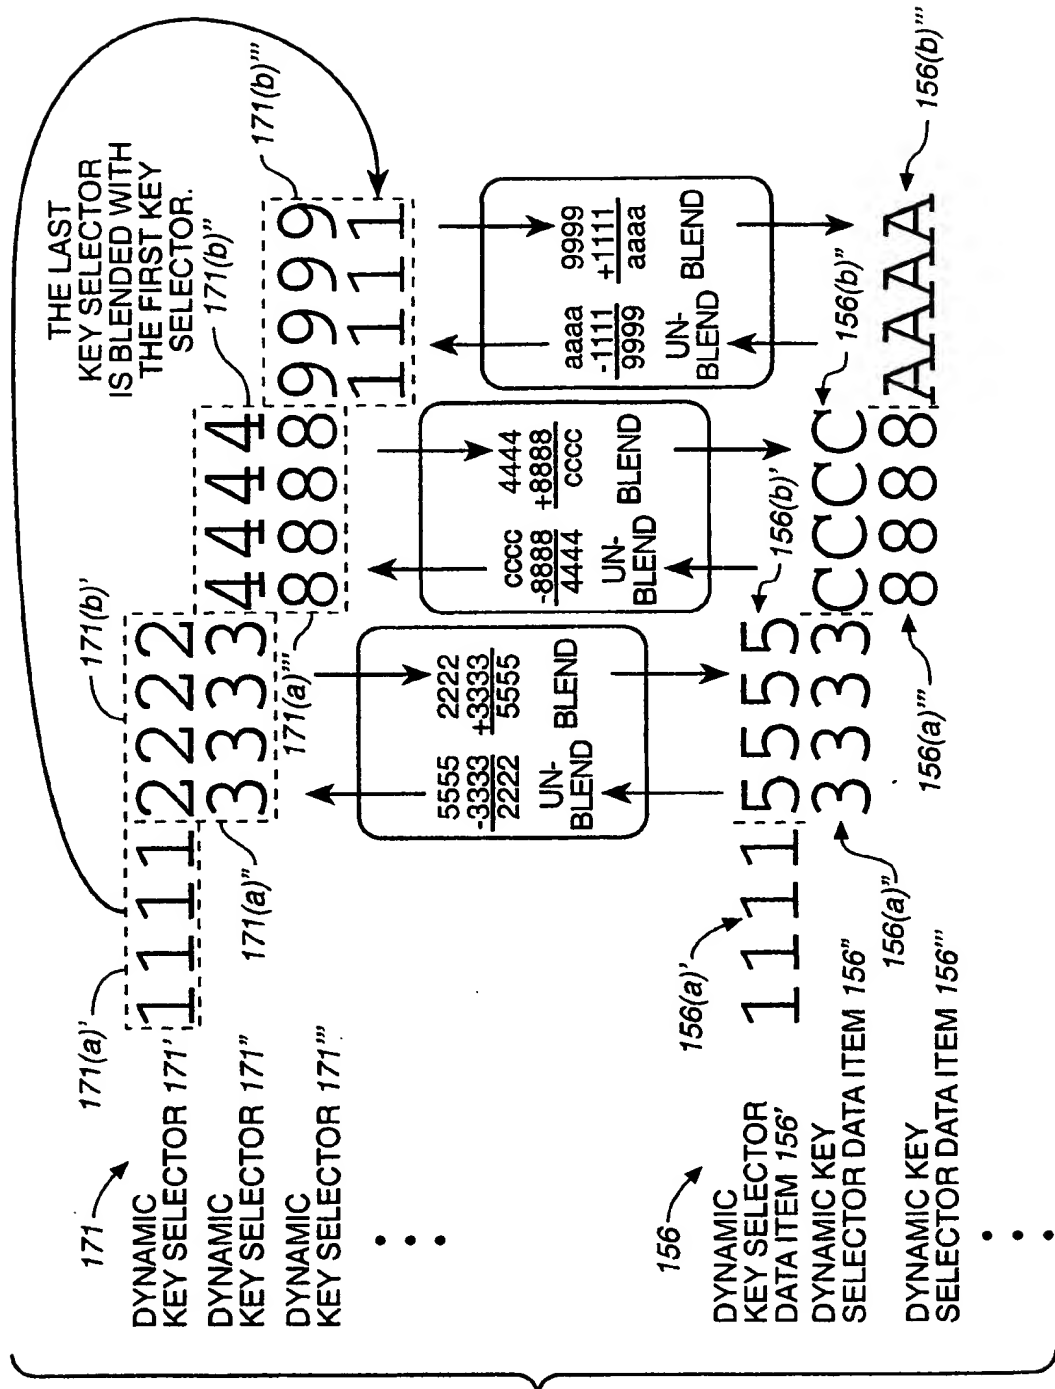 THE LAST
KEY SELECTOR
IS BLENDED WITH
THE FIRST KEY
SELECTOR.
171
171(a)'
171(b)'
171(b)''
171(b)'''
DYNAMIC
KEY SELECTOR 171'
1111 2222
DYNAMIC
KEY SELECTOR 171''
3333 4444
DYNAMIC
KEY SELECTOR 171'''
8888 9999
1111
171(a)''
171(a)'''
5555
-3333
2222
UN-
BLEND
2222
+3333
5555
BLEND
cccc
-8888
4444
UN-
BLEND
4444
+8888
cccc
BLEND
aaaa
-1111
9999
UN-
BLEND
9999
+1111
aaaa
BLEND
156
156(a)'
156(b)'
156(b)''
156(b)'''
DYNAMIC
KEY SELECTOR
DATA ITEM 156'
1111 5555
DYNAMIC KEY
SELECTOR DATA ITEM 156''
3333 CCCC
DYNAMIC KEY
SELECTOR DATA ITEM 156'''
8888 AAAA
156(a)''
156(a)'''